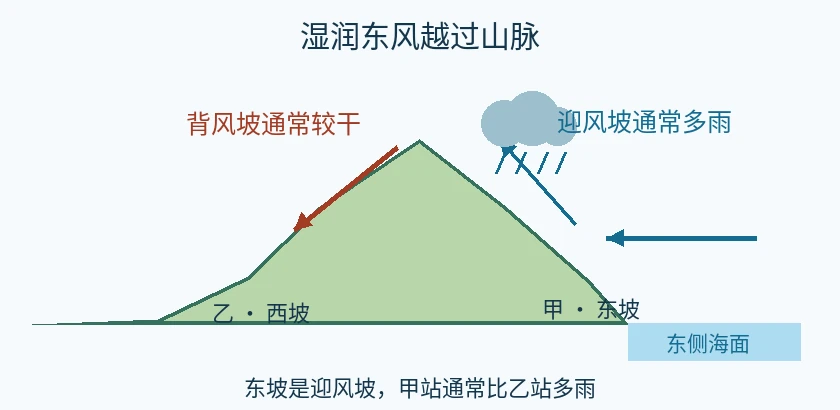 湿润东风越过山脉
背风坡通常较干
迎风坡通常多雨
乙 · 西坡
甲 · 东坡
东侧海面
东坡是迎风坡，甲站通常比乙站多雨